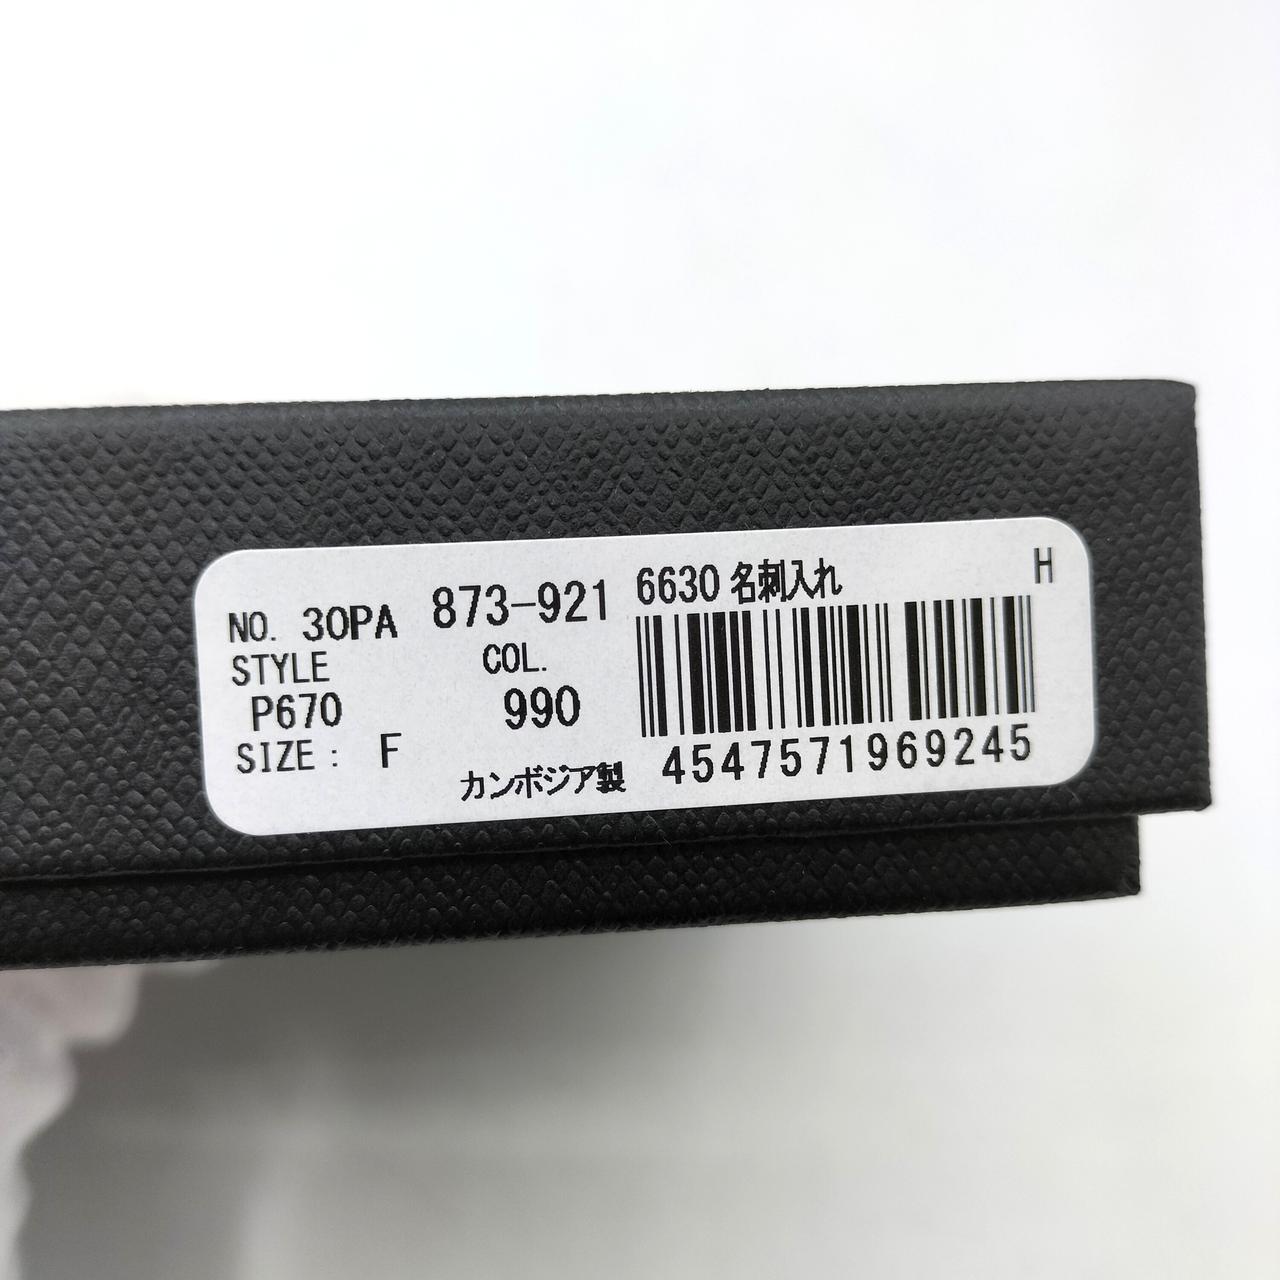 NO. 30PA 873-921 6630 名刺入れ H
STYLE COL.
P670 990
SIZE : F
カンボジア製 4547571969245